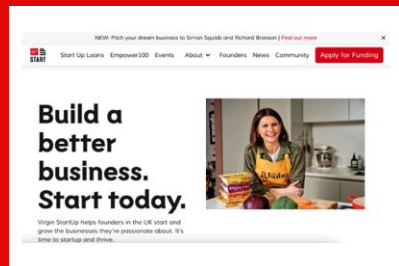 NEW: Pitch your dream business to Simon Squibb and Richard Branson | Find out more
START UP
START
Start Up Loans Empower100 Events About Founders News Community Apply for Funding
Build a
better
business.
Start today.
Virgin StartUp helps founders in the UK start and
grow the businesses they're passionate about. It's
time to startup and thrive.